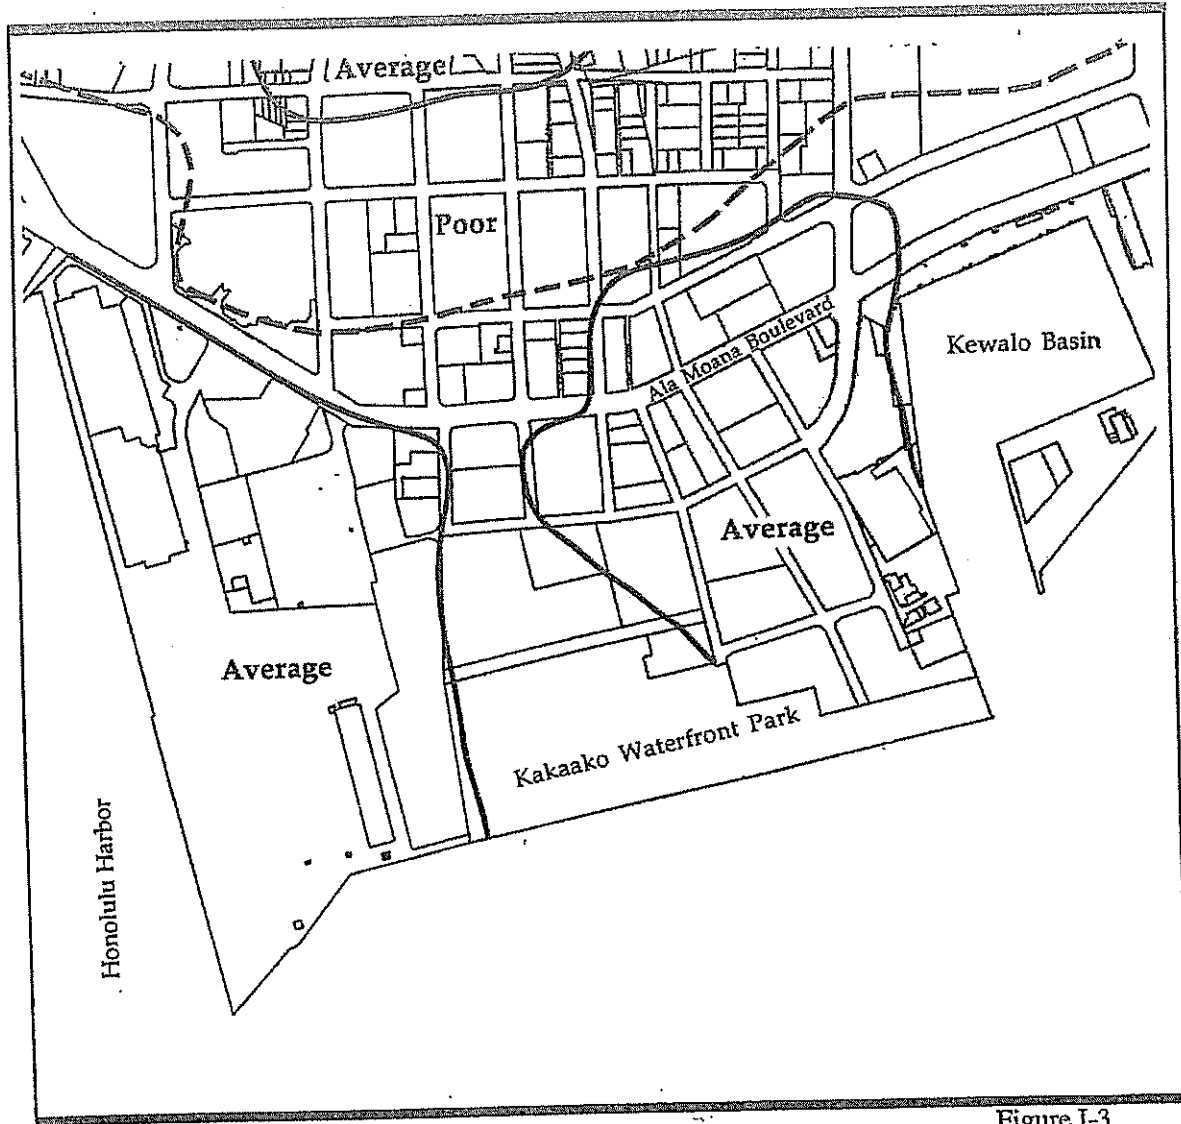 Average
Poor
Ala Moana Boulevard
Kewalo Basin
Average
Average
Kakaako Waterfront Park
Honolulu Harbor
Figure I-3